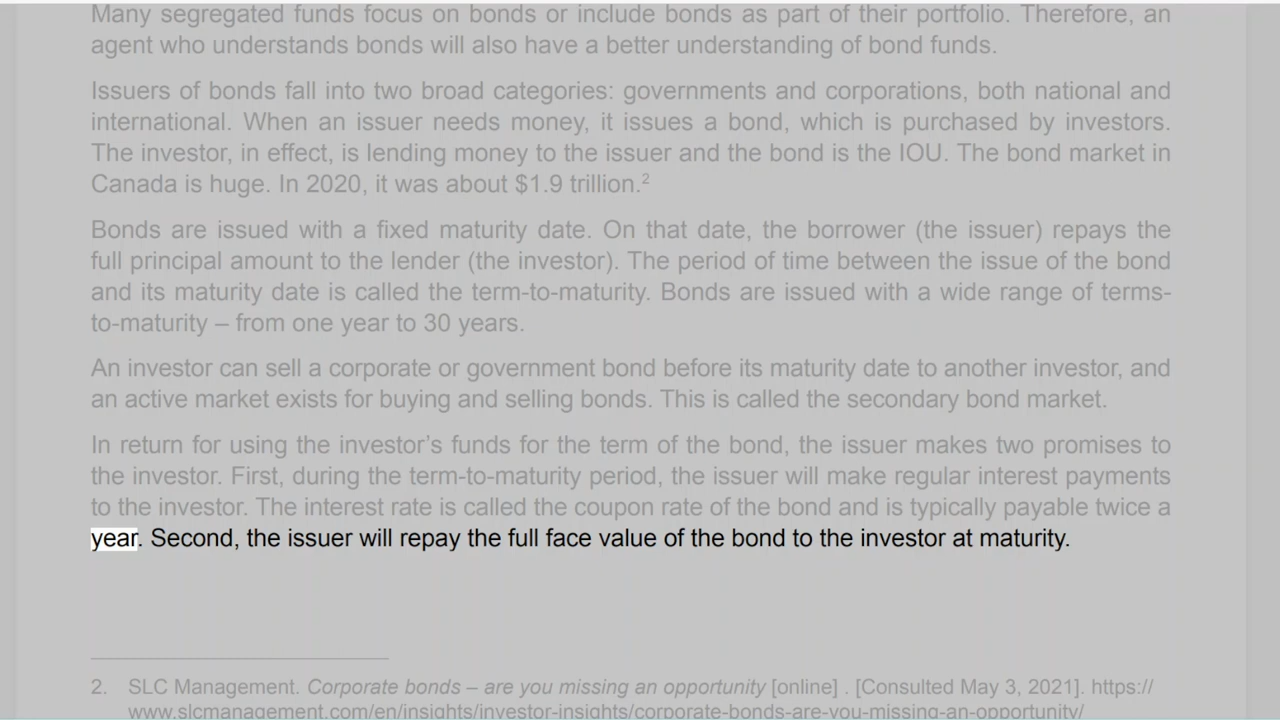 Many segregated funds focus on bonds or include bonds as part of their portfolio. Therefore, an
agent who understands bonds will also have a better understanding of bond funds.
Issuers of bonds fall into two broad categories: governments and corporations, both national and
international. When an issuer needs money, it issues a bond, which is purchased by investors.
The investor, in effect, is lending money to the issuer and the bond is the IOU. The bond market in
Canada is huge. In 2020, it was about $1.9 trillion.2
Bonds are issued with a fixed maturity date. On that date, the borrower (the issuer) repays the
full principal amount to the lender (the investor). The period of time between the issue of the bond
and its maturity date is called the term-to-maturity. Bonds are issued with a wide range of terms-
to-maturity – from one year to 30 years.
An investor can sell a corporate or government bond before its maturity date to another investor, and
an active market exists for buying and selling bonds. This is called the secondary bond market.
In return for using the investor’s funds for the term of the bond, the issuer makes two promises to
the investor. First, during the term-to-maturity period, the issuer will make regular interest payments
to the investor. The interest rate is called the coupon rate of the bond and is typically payable twice a
year. Second, the issuer will repay the full face value of the bond to the investor at maturity.
2. SLC Management. Corporate bonds – are you missing an opportunity [online] . [Consulted May 3, 2021]. https://
www.slcmanagement.com/en/insights/investor-insights/corporate-bonds-are-you-missing-an-opportunity/